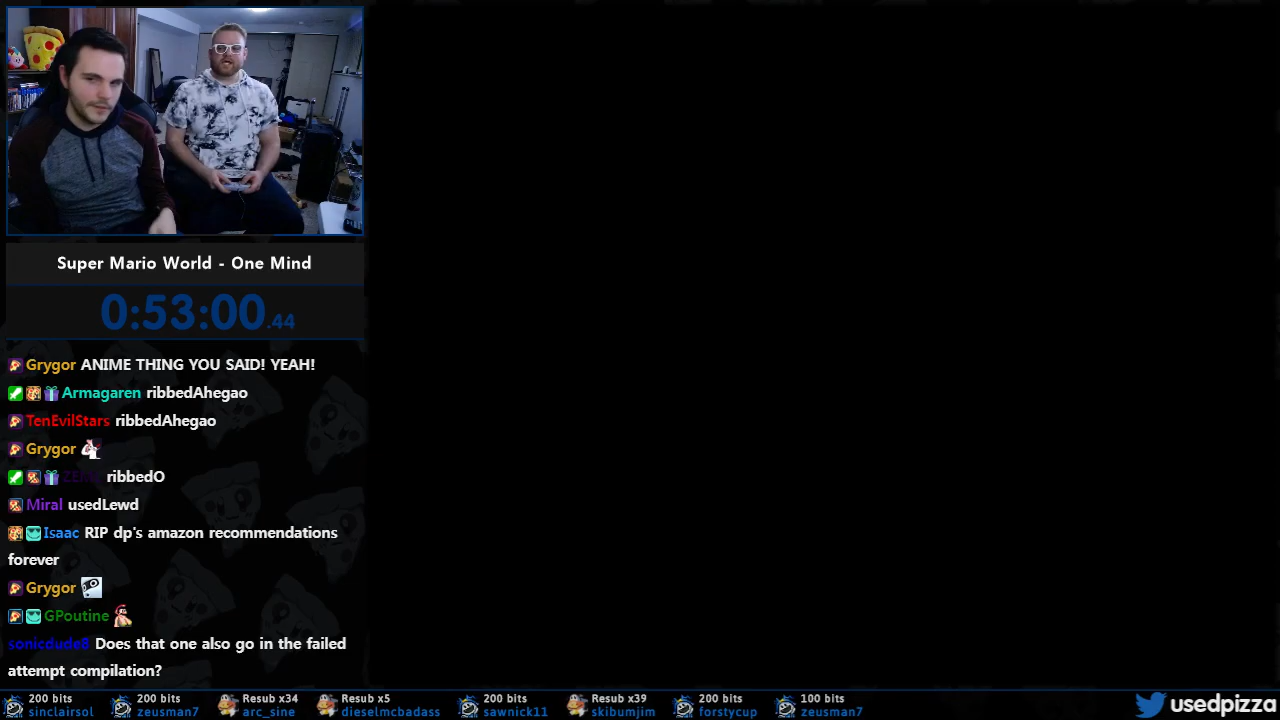 Super Mario World - One Mind
0:53:00.44
Grygor ANIME THING YOU SAID! YEAH!
Armagaren ribbedAhegao
TenEvilStars ribbedAhegao
Grygor
ribbedO
Miral usedLewd
Isaac RIP dp's amazon recommendations
forever
Grygor
GPoutine
sonicdude8 Does that one also go in the failed
attempt compilation?
200 bits
sinclairsol
200 bits
zeusman7
Resub x34
arc_sine
Resub x5
dieselmcbadass
200 bits
sawnick11
Resub x39
skibumjim
200 bits
forstycup
100 bits
zeusman7
usedpizza